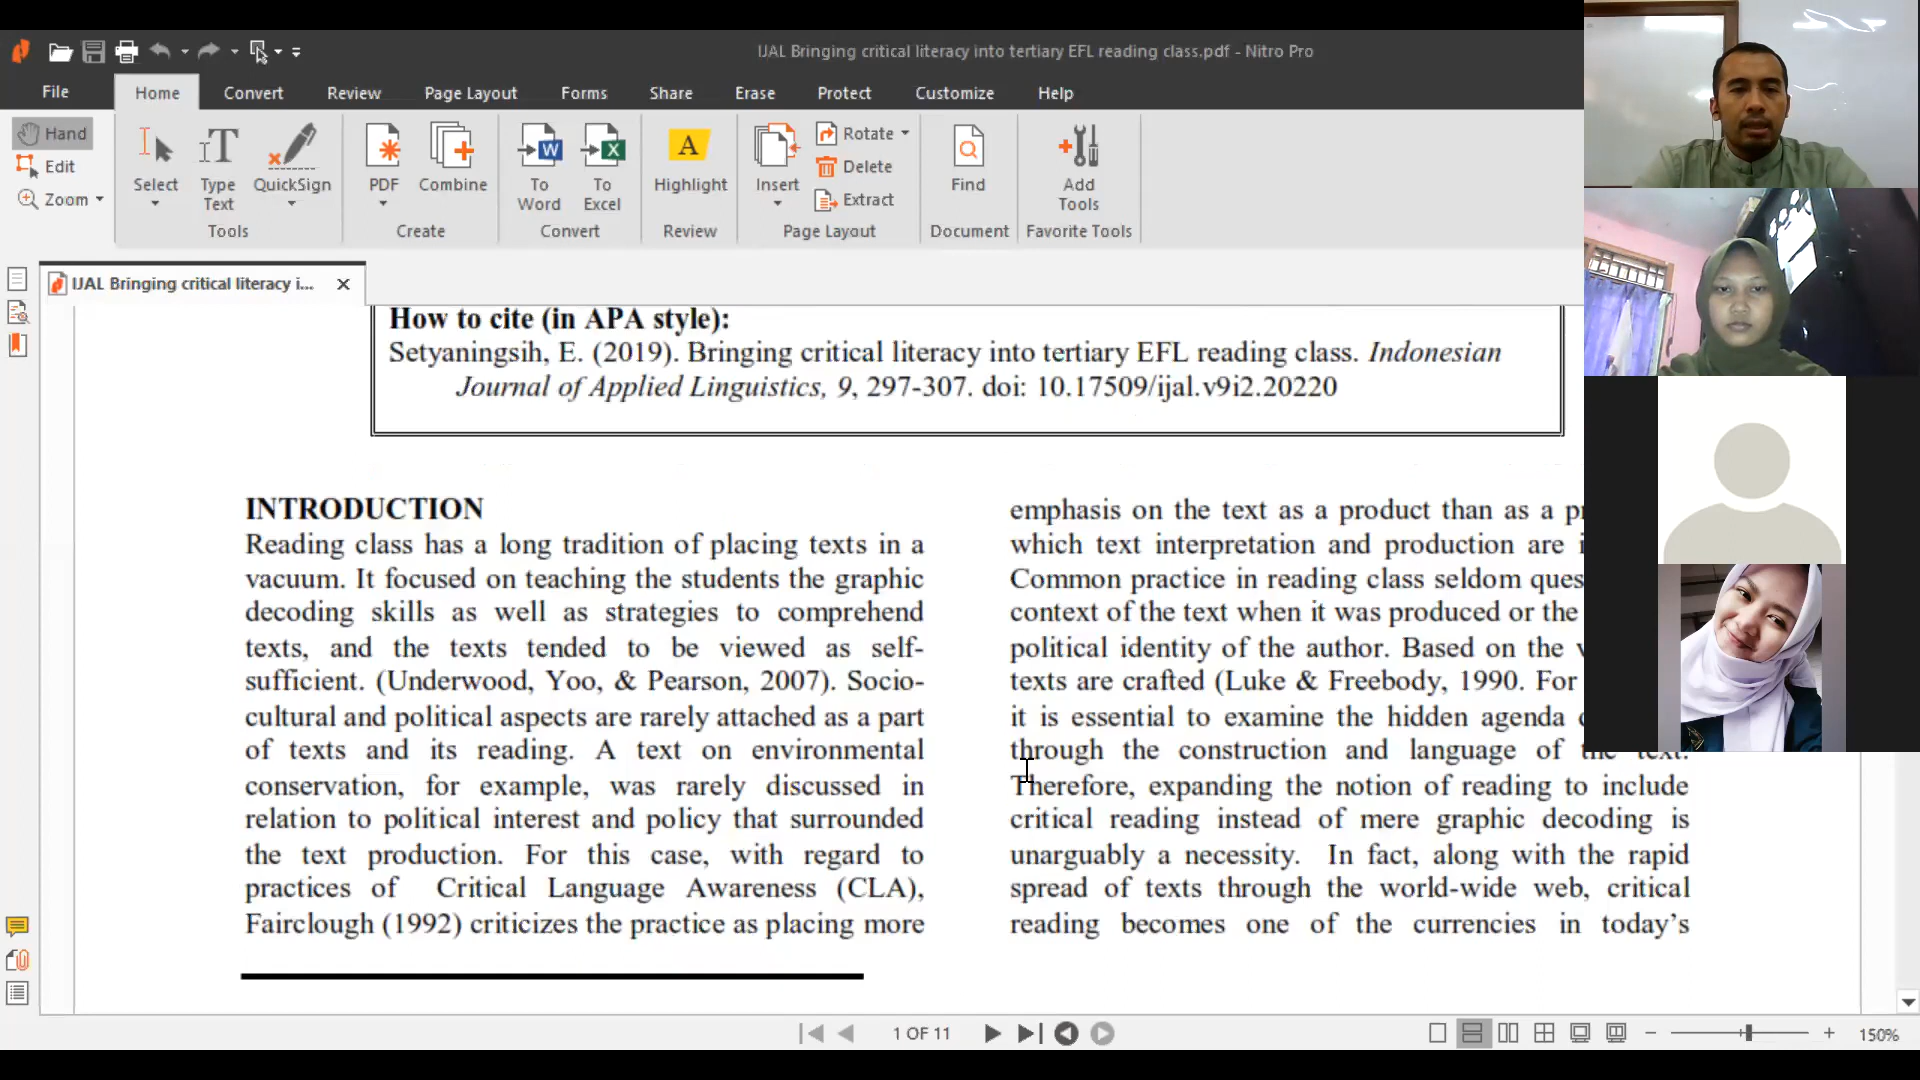 IJAL Bringing critical literacy into tertiary EFL reading class.pdf - Nitro Pro
File
Home
Convert
Review
Page Layout
Forms
Share
Erase
Protect
Customize
Help
Hand
Edit
Zoom
Select
Type
Text
QuickSign
Tools
PDF
Combine
Create
To
Word
To
Excel
Convert
Highlight
Review
Insert
Rotate
Delete
Extract
Page Layout
Find
Document
Add
Tools
Favorite Tools
IJAL Bringing critical literacy i...
How to cite (in APA style):
Setyaningsih, E. (2019). Bringing critical literacy into tertiary EFL reading class. Indonesian
Journal of Applied Linguistics, 9, 297-307. doi: 10.17509/ijal.v9i2.20220
INTRODUCTION
Reading class has a long tradition of placing texts in a
vacuum. It focused on teaching the students the graphic
decoding skills as well as strategies to comprehend
texts, and the texts tended to be viewed as self-
sufficient. (Underwood, Yoo, & Pearson, 2007). Socio-
cultural and political aspects are rarely attached as a part
of texts and its reading. A text on environmental
conservation, for example, was rarely discussed in
relation to political interest and policy that surrounded
the text production. For this case, with regard to
practices of Critical Language Awareness (CLA),
Fairclough (1992) criticizes the practice as placing more
emphasis on the text as a product than as a
which text interpretation and production are
Common practice in reading class seldom
context of the text when it was produced or the
political identity of the author. Based on the
texts are crafted (Luke & Freebody, 1990. For
it is essential to examine the hidden agenda
through the construction and language of the text.
Therefore, expanding the notion of reading to include
critical reading instead of mere graphic decoding is
unarguably a necessity. In fact, along with the rapid
spread of texts through the world-wide web, critical
reading becomes one of the currencies in today's
1 OF 11
150%